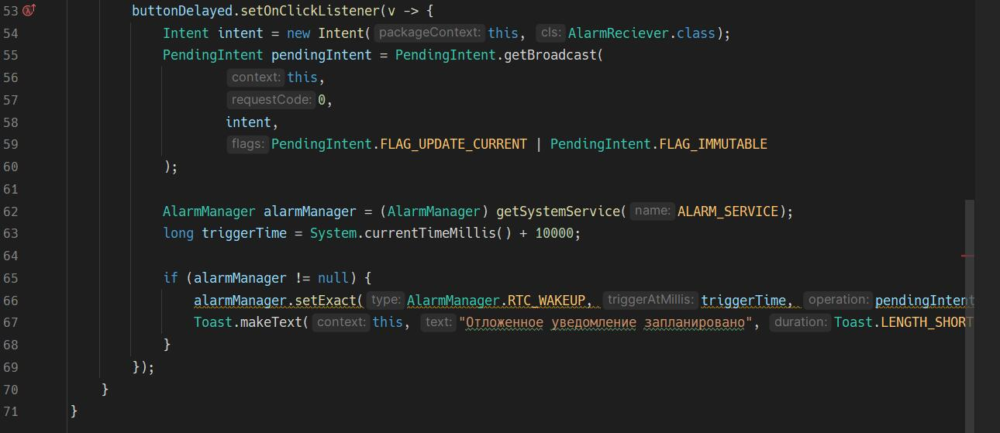 53 buttonDelayed.setOnClickListener(v -> {
54 Intent intent = new Intent( packageContext: this, cls: AlarmReciever.class);
55 PendingIntent pendingIntent = PendingIntent.getBroadcast(
56 context: this,
57 requestCode: 0,
58 intent,
59 flags: PendingIntent.FLAG_UPDATE_CURRENT | PendingIntent.FLAG_IMMUTABLE
60 );
61
62 AlarmManager alarmManager = (AlarmManager) getSystemService( name: ALARM_SERVICE);
63 long triggerTime = System.currentTimeMillis() + 10000;
64
65 if (alarmManager != null) {
66 alarmManager.setExact( type: AlarmManager.RTC_WAKEUP, triggerAtMillis: triggerTime, operation: pendingIntent
67 Toast.makeText( context: this, text: "Отложенное уведомление запланировано", duration: Toast.LENGTH_SHORT
68 }
69 });
70 }
71 }